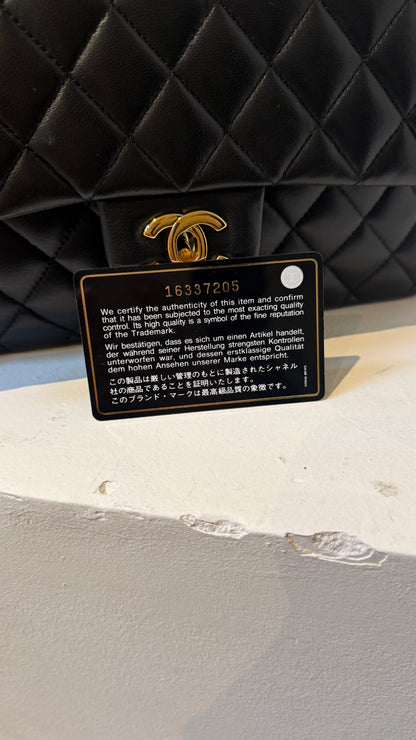 16337205
We certify the authenticity of this item and confirm
that it has been subjected to the most exacting quality
control. Its high quality is a symbol of the fine reputation
of the Trademark.
Wir bestätigen, dass es sich um einen Artikel handelt,
der während seiner Herstellung strengsten Kontrollen
unterworfen war, und dessen erstklassige Qualität
dem hohen Ansehen unserer Marke entspricht.
この製品は厳しい管理のもとに製造されたシャネル
社の商品であることを証明いたします。
このブランド・マークは最高級品の象徴です。